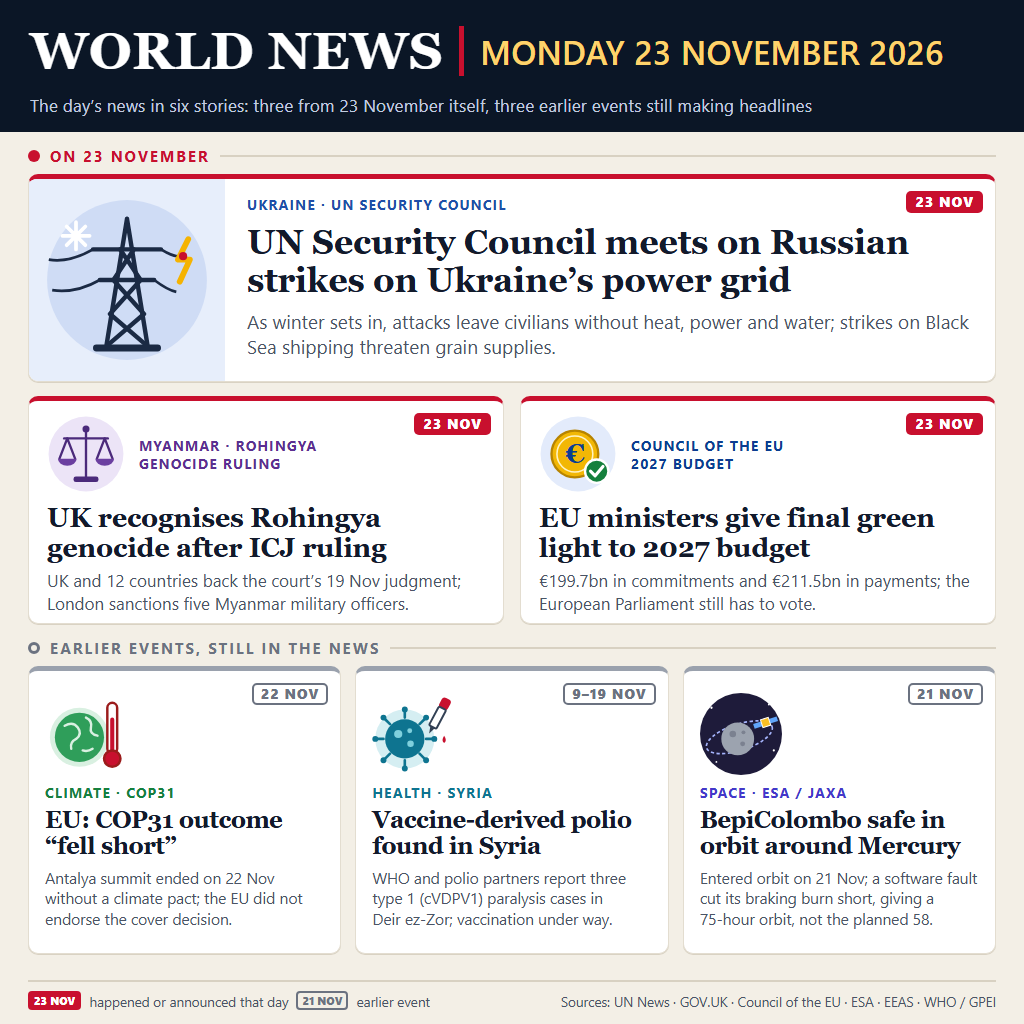 WORLD NEWS
MONDAY 23 NOVEMBER 2026
The day’s news in six stories: three from 23 November itself, three earlier events still making headlines
ON 23 NOVEMBER
UKRAINE · UN SECURITY COUNCIL
23 NOV
UN Security Council meets on Russian
strikes on Ukraine’s power grid
As winter sets in, attacks leave civilians without heat, power and water; strikes on Black
Sea shipping threaten grain supplies.
23 NOV
MYANMAR · ROHINGYA
GENOCIDE RULING
UK recognises Rohingya
genocide after ICJ ruling
UK and 12 countries back the court’s 19 Nov judgment;
London sanctions five Myanmar military officers.
23 NOV
€
COUNCIL OF THE EU
2027 BUDGET
EU ministers give final green
light to 2027 budget
€199.7bn in commitments and €211.5bn in payments; the
European Parliament still has to vote.
EARLIER EVENTS, STILL IN THE NEWS
22 NOV
CLIMATE · COP31
EU: COP31 outcome
“fell short”
Antalya summit ended on 22 Nov
without a climate pact; the EU did not
endorse the cover decision.
9–19 NOV
HEALTH · SYRIA
Vaccine-derived polio
found in Syria
WHO and polio partners report three
type 1 (cVDPV1) paralysis cases in
Deir ez-Zor; vaccination under way.
21 NOV
SPACE · ESA / JAXA
BepiColombo safe in
orbit around Mercury
Entered orbit on 21 Nov; a software fault
cut its braking burn short, giving a
75-hour orbit, not the planned 58.
23 NOV happened or announced that day 21 NOV earlier event
Sources: UN News · GOV.UK · Council of the EU · ESA · EEAS · WHO / GPEI